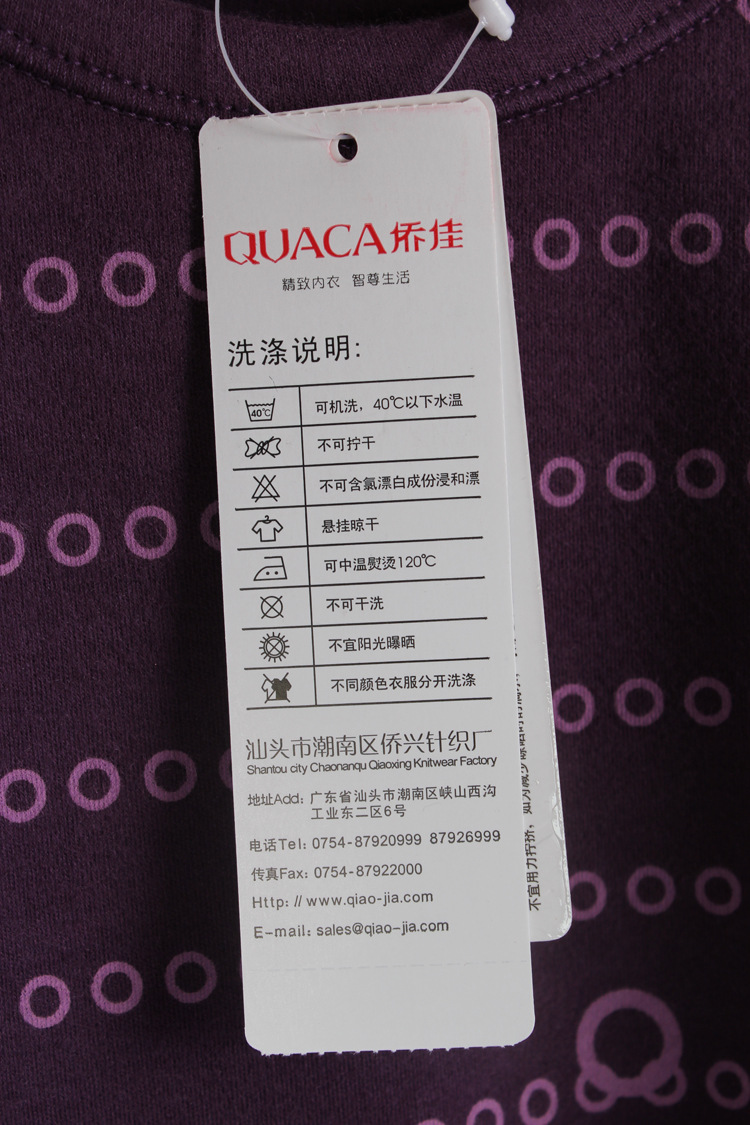 QUACA侨佳
精致内衣 智尊生活
洗涤说明:
40℃ 可机洗，40℃以下水温
不可拧干
不可含氯漂白成份浸和漂
悬挂晾干
可中温熨烫120℃
不可干洗
不宜阳光曝晒
不同颜色衣服分开洗涤
汕头市潮南区侨兴针织厂
Shantou city Chaonanqu Qiaoxing Knitwear Factory
地址Add: 广东省汕头市潮南区峡山西沟
工业东二区6号
电话Tel: 0754-87920999 87926999
传真Fax: 0754-87922000
Http: // www.qiao-jia.com
E-mail: sales@qiao-jia.com
不宜用力拧挤，